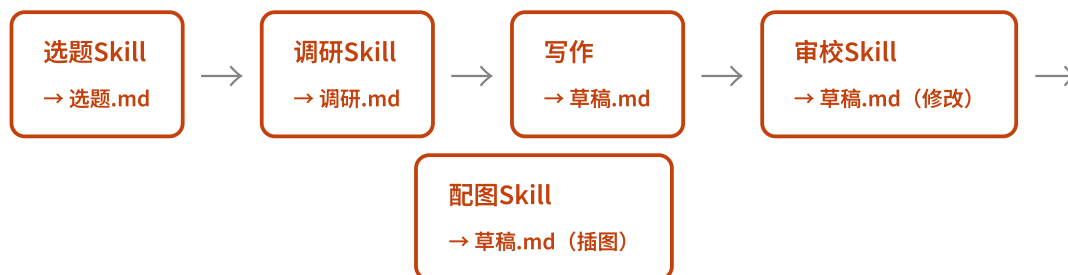 选题Skill
→ 选题.md
调研Skill
→ 调研.md
写作
→ 草稿.md
审校Skill
→ 草稿.md（修改）
配图Skill
→ 草稿.md（插图）